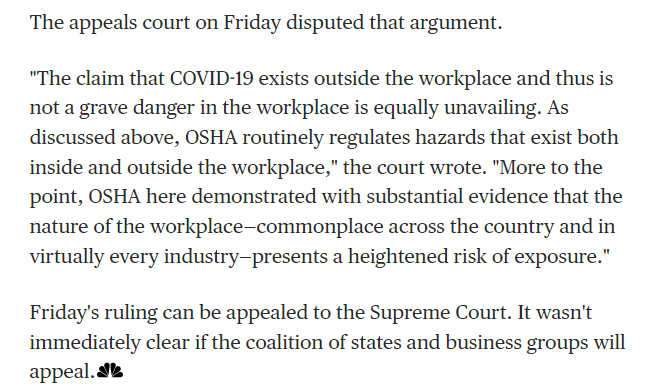 The appeals court on Friday disputed that argument.
"The claim that COVID-19 exists outside the workplace and thus is
not a grave danger in the workplace is equally unavailing. As
discussed above, OSHA routinely regulates hazards that exist both
inside and outside the workplace," the court wrote. "More to the
point, OSHA here demonstrated with substantial evidence that the
nature of the workplace—commonplace across the country and in
virtually every industry—presents a heightened risk of exposure."
Friday's ruling can be appealed to the Supreme Court. It wasn't
immediately clear if the coalition of states and business groups will
appeal.